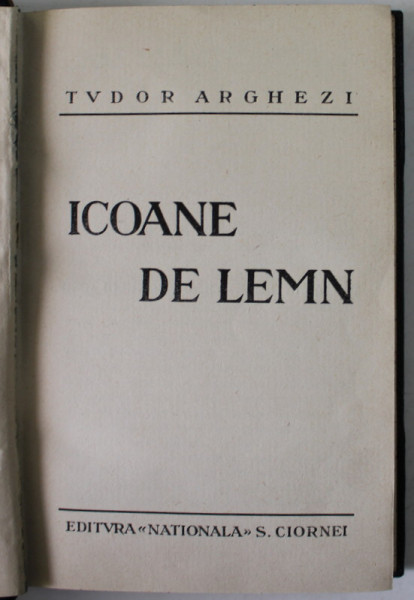 TVDOR ARGHEZI
ICOANE
DE LEMN
EDITVRA «NATIONALA» S. CIORNEI